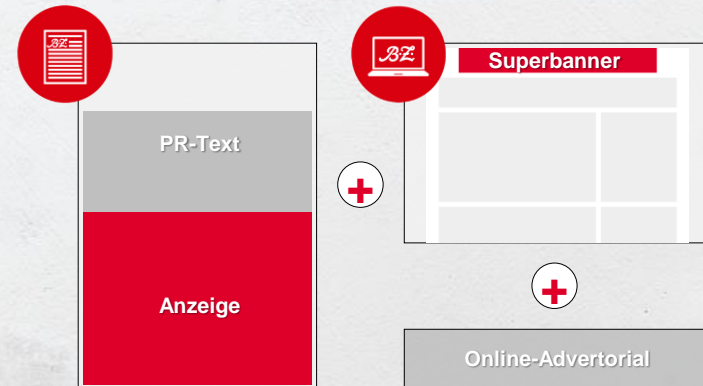 BZ
BZ
Superbanner
PR-Text
Anzeige
Online-Advertorial